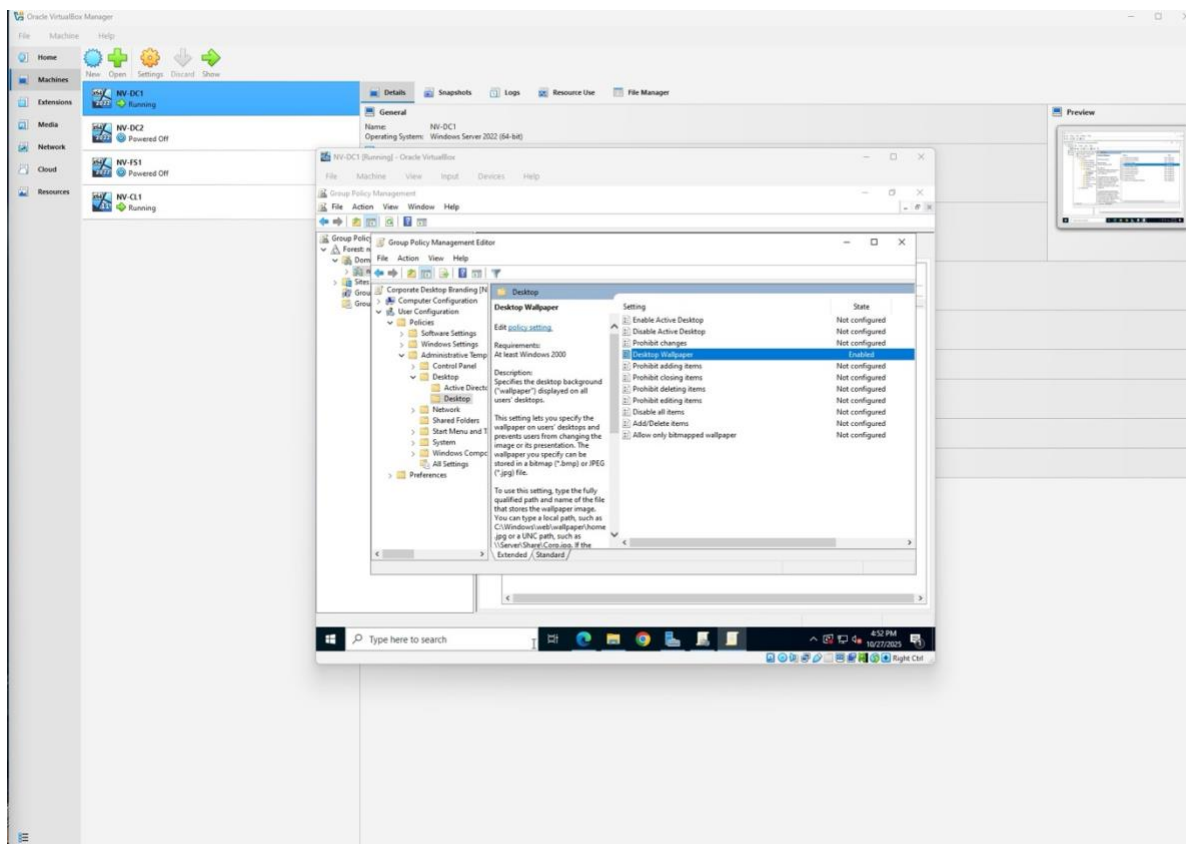 Oracle VirtualBox Manager
File Machine Help
Home
Machines
Extensions
Media
Network
Cloud
Resources
New Open Settings Discard Show
NV-DC1
Running
NV-DC2
Powered Off
NV-FS1
Powered Off
NV-CL1
Running
Details Snapshots Logs Resource Use File Manager
General
Name: NV-DC1
Operating System: Windows Server 2022 (64-bit)
Preview
NV-DC1 [Running] - Oracle VirtualBox
File Machine View Input Devices Help
Group Policy Management
File Action View Window Help
Group Polic
Forest: n
Dom
Sites
Grou
Grou
Group Policy Management Editor
File Action View Help
Corporate Desktop Branding [N
Computer Configuration
User Configuration
Policies
Software Settings
Windows Settings
Administrative Temp
Control Panel
Desktop
Active Directo
Desktop
Network
Shared Folders
Start Menu and T
System
Windows Compo
All Settings
Preferences
Desktop
Desktop Wallpaper
Edit policy setting.
Requirements:
At least Windows 2000
Description:
Specifies the desktop background
("wallpaper") displayed on all
users' desktops.
This setting lets you specify the
wallpaper on users' desktops and
prevents users from changing the
image or its presentation. The
wallpaper you specify can be
stored in a bitmap (*.bmp) or JPEG
(*.jpg) file.
To use this setting, type the fully
qualified path and name of the file
that stores the wallpaper image.
You can type a local path, such as
C:\Windows\web\wallpaper\home
.jpg or a UNC path, such as
\\Server\Share\Corp.jpg. If the
Setting State
Enable Active Desktop Not configured
Disable Active Desktop Not configured
Prohibit changes Not configured
Desktop Wallpaper Enabled
Prohibit adding items Not configured
Prohibit closing items Not configured
Prohibit deleting items Not configured
Prohibit editing items Not configured
Disable all items Not configured
Add/Delete items Not configured
Allow only bitmapped wallpaper Not configured
Extended Standard
Type here to search
4:52 PM
10/27/2025
Right Ctrl